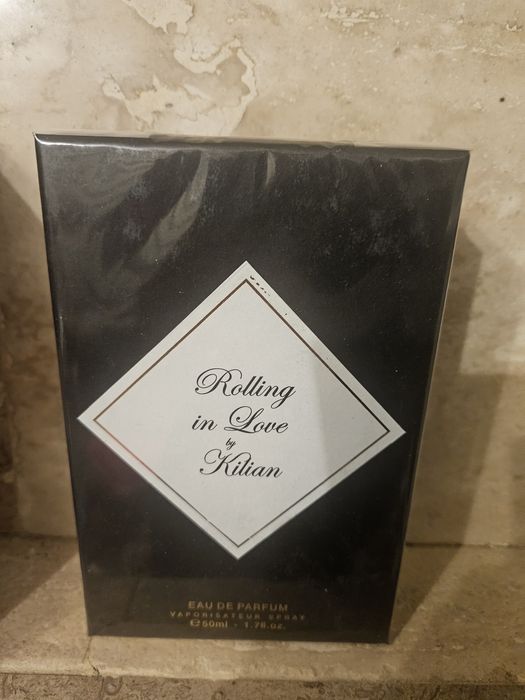 Rolling
in Love
by
Kilian
EAU DE PARFUM
VAPORISATEUR SPRAY
℮50ml - 1.7fl.oz.